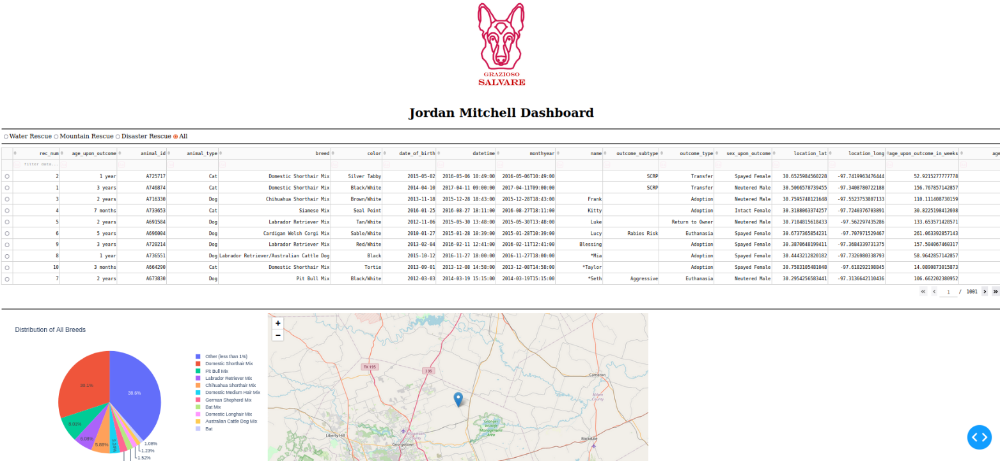 GRAZIOSO
SALVARE
Jordan Mitchell Dashboard
Water Rescue Mountain Rescue Disaster Rescue All
rec_num age_upon_outcome animal_id animal_type breed color date_of_birth datetime monthyear name outcome_subtype outcome_type sex_upon_outcome location_lat location_long age_upon_outcome_in_weeks age
filter data...
2 1 year A725717 Cat Domestic Shorthair Mix Silver Tabby 2015-05-02 2016-05-06 10:49:00 2016-05-06T10:49:00 SCRP Transfer Spayed Female 30.6525984560228 -97.7419963476444 52.9215277777778
1 3 years A746874 Cat Domestic Shorthair Mix Black/White 2014-04-10 2017-04-11 09:00:00 2017-04-11T09:00:00 SCRP Transfer Neutered Male 30.5066578739455 -97.3408780722188 156.767857142857
3 2 years A716330 Dog Chihuahua Shorthair Mix Brown/White 2013-11-18 2015-12-28 18:43:00 2015-12-28T18:43:00 Frank Adoption Neutered Male 30.7595748121648 -97.5523753807133 110.111408730159
4 7 months A733653 Cat Siamese Mix Seal Point 2016-01-25 2016-08-27 18:11:00 2016-08-27T18:11:00 Kitty Adoption Intact Female 30.3188063374257 -97.7240376703891 30.8225198412698
5 2 years A691584 Dog Labrador Retriever Mix Tan/White 2012-11-06 2015-05-30 13:48:00 2015-05-30T13:48:00 Luke Return to Owner Neutered Male 30.7104815618433 -97.562297435286 133.653571428571
6 5 years A696004 Dog Cardigan Welsh Corgi Mix Sable/White 2010-01-27 2015-01-28 10:39:00 2015-01-28T10:39:00 Lucy Rabies Risk Euthanasia Spayed Female 30.6737365854231 -97.707971529467 261.063392857143
9 3 years A720214 Dog Labrador Retriever Mix Red/White 2013-02-04 2016-02-11 12:41:00 2016-02-11T12:41:00 Blessing Adoption Spayed Female 30.3870648199411 -97.3684339731375 157.504067460317
8 1 year A736551 Dog Labrador Retriever/Australian Cattle Dog Black 2015-10-12 2016-11-27 18:00:00 2016-11-27T18:00:00 *Mia Adoption Spayed Female 30.4443212820182 -97.7326980338793 58.9642857142857
10 3 months A664290 Cat Domestic Shorthair Mix Tortie 2013-09-01 2013-12-08 14:58:00 2013-12-08T14:58:00 *Taylor Adoption Spayed Female 30.7583105481048 -97.618292198845 14.0890873015873
7 2 years A673830 Dog Pit Bull Mix Black/White 2012-03-03 2014-03-19 15:15:00 2014-03-19T15:15:00 *Seth Aggressive Euthanasia Neutered Male 30.2954256583441 -97.3136642110436 106.662202380952
« ‹ 1 / 1001 › »
Distribution of All Breeds
Other (less than 1%)
Domestic Shorthair Mix
Pit Bull Mix
Labrador Retriever Mix
Chihuahua Shorthair Mix
Domestic Medium Hair Mix
German Shepherd Mix
Bat Mix
Domestic Longhair Mix
Australian Cattle Dog Mix
Bat
30.1%
38.6%
6.01%
6.08%
5.88%
3.24%
1.08%
1.23%
1.52%
+
−
TX 195
I 35
Cameron
Milam
County
Granger
Wildlife
Management
Area
Liberty Hill
Williamson
County
Georgetown
Rockdale